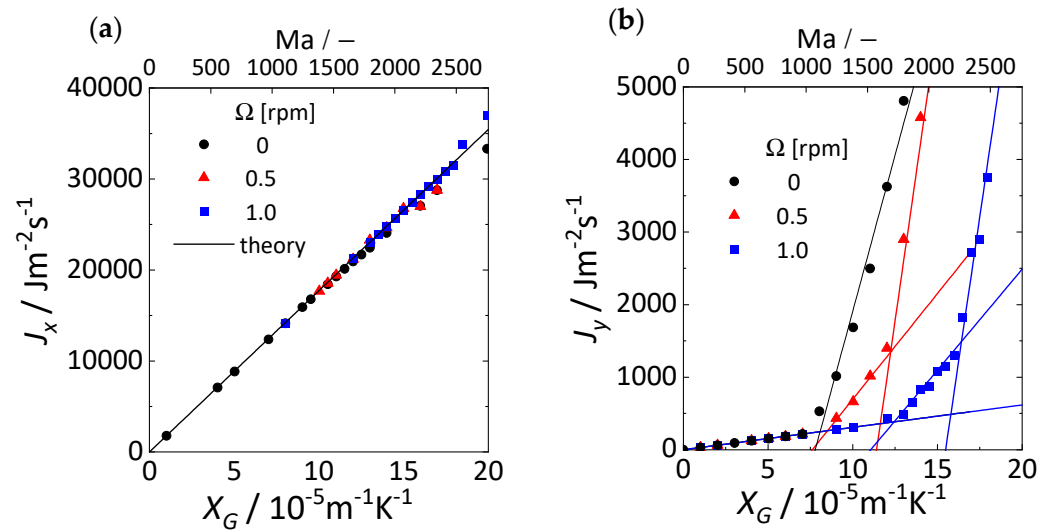 (a)
Ma / –
0 500 1000 1500 2000 2500
40000
30000
20000
10000
0
J_x / Jm⁻²s⁻¹
Ω [rpm]
0
0.5
1.0
theory
0 5 10 15 20
X_G / 10⁻⁵m⁻¹K⁻¹
(b)
Ma / –
0 500 1000 1500 2000 2500
5000
4000
3000
2000
1000
0
J_y / Jm⁻²s⁻¹
Ω [rpm]
0
0.5
1.0
0 5 10 15 20
X_G / 10⁻⁵m⁻¹K⁻¹